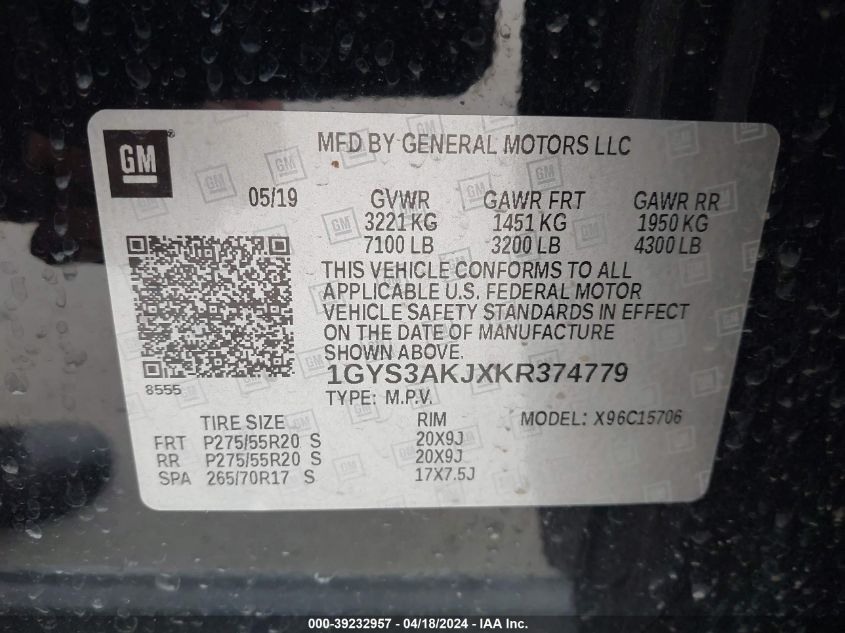 GM ®
MFD BY GENERAL MOTORS LLC
05/19 GVWR GAWR FRT GAWR RR
3221 KG 1451 KG 1950 KG
7100 LB 3200 LB 4300 LB
THIS VEHICLE CONFORMS TO ALL
APPLICABLE U.S. FEDERAL MOTOR
VEHICLE SAFETY STANDARDS IN EFFECT
ON THE DATE OF MANUFACTURE
SHOWN ABOVE.
1GYS3AKJXKR374779
8555
TYPE: M.P.V.
TIRE SIZE RIM MODEL: X96C15706
FRT P275/55R20 S 20X9J
RR P275/55R20 S 20X9J
SPA 265/70R17 S 17X7.5J
000-39232957 - 04/18/2024 - IAA Inc.